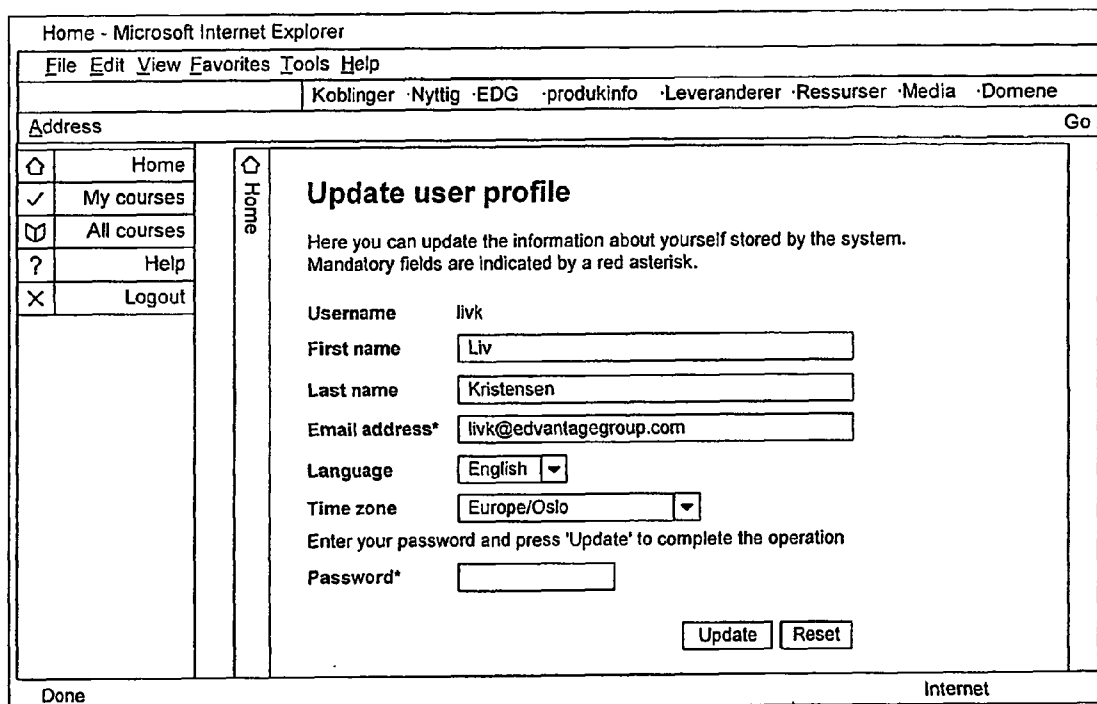 Home - Microsoft Internet Explorer
File Edit View Favorites Tools Help
Koblinger ·Nyttig ·EDG ·produkinfo ·Leveranderer ·Ressurser ·Media ·Domene
Address Go
Home
My courses
All courses
? Help
Logout
Home
Update user profile
Here you can update the information about yourself stored by the system.
Mandatory fields are indicated by a red asterisk.
Username livk
First name Liv
Last name Kristensen
Email address* livk@edvantagegroup.com
Language English
Time zone Europe/Oslo
Enter your password and press 'Update' to complete the operation
Password*
Update Reset
Done Internet